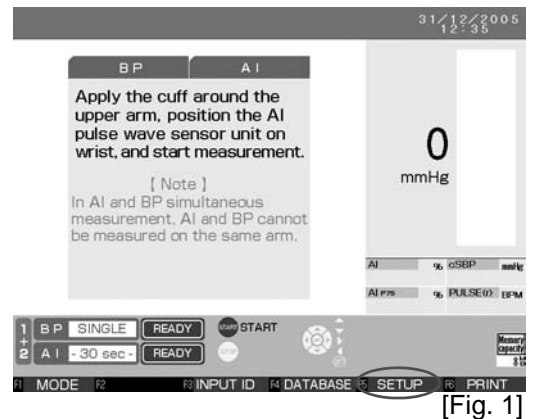 31/12/2005
12:35
BP AI
Apply the cuff around the
upper arm, position the AI
pulse wave sensor unit on
wrist, and start measurement.
[ Note ]
In AI and BP simultaneous
measurement, AI and BP cannot
be measured on the same arm.
0
mmHg
AI % cSBP mmHg
AI P75 % PULSE(r) BPM
1 BP SINGLE READY START START
+
2 AI - 30 sec - READY STOP
Memory
capacity
8
F1 MODE F2 F3 INPUT ID F4 DATABASE F5 SETUP F6 PRINT
[Fig. 1]